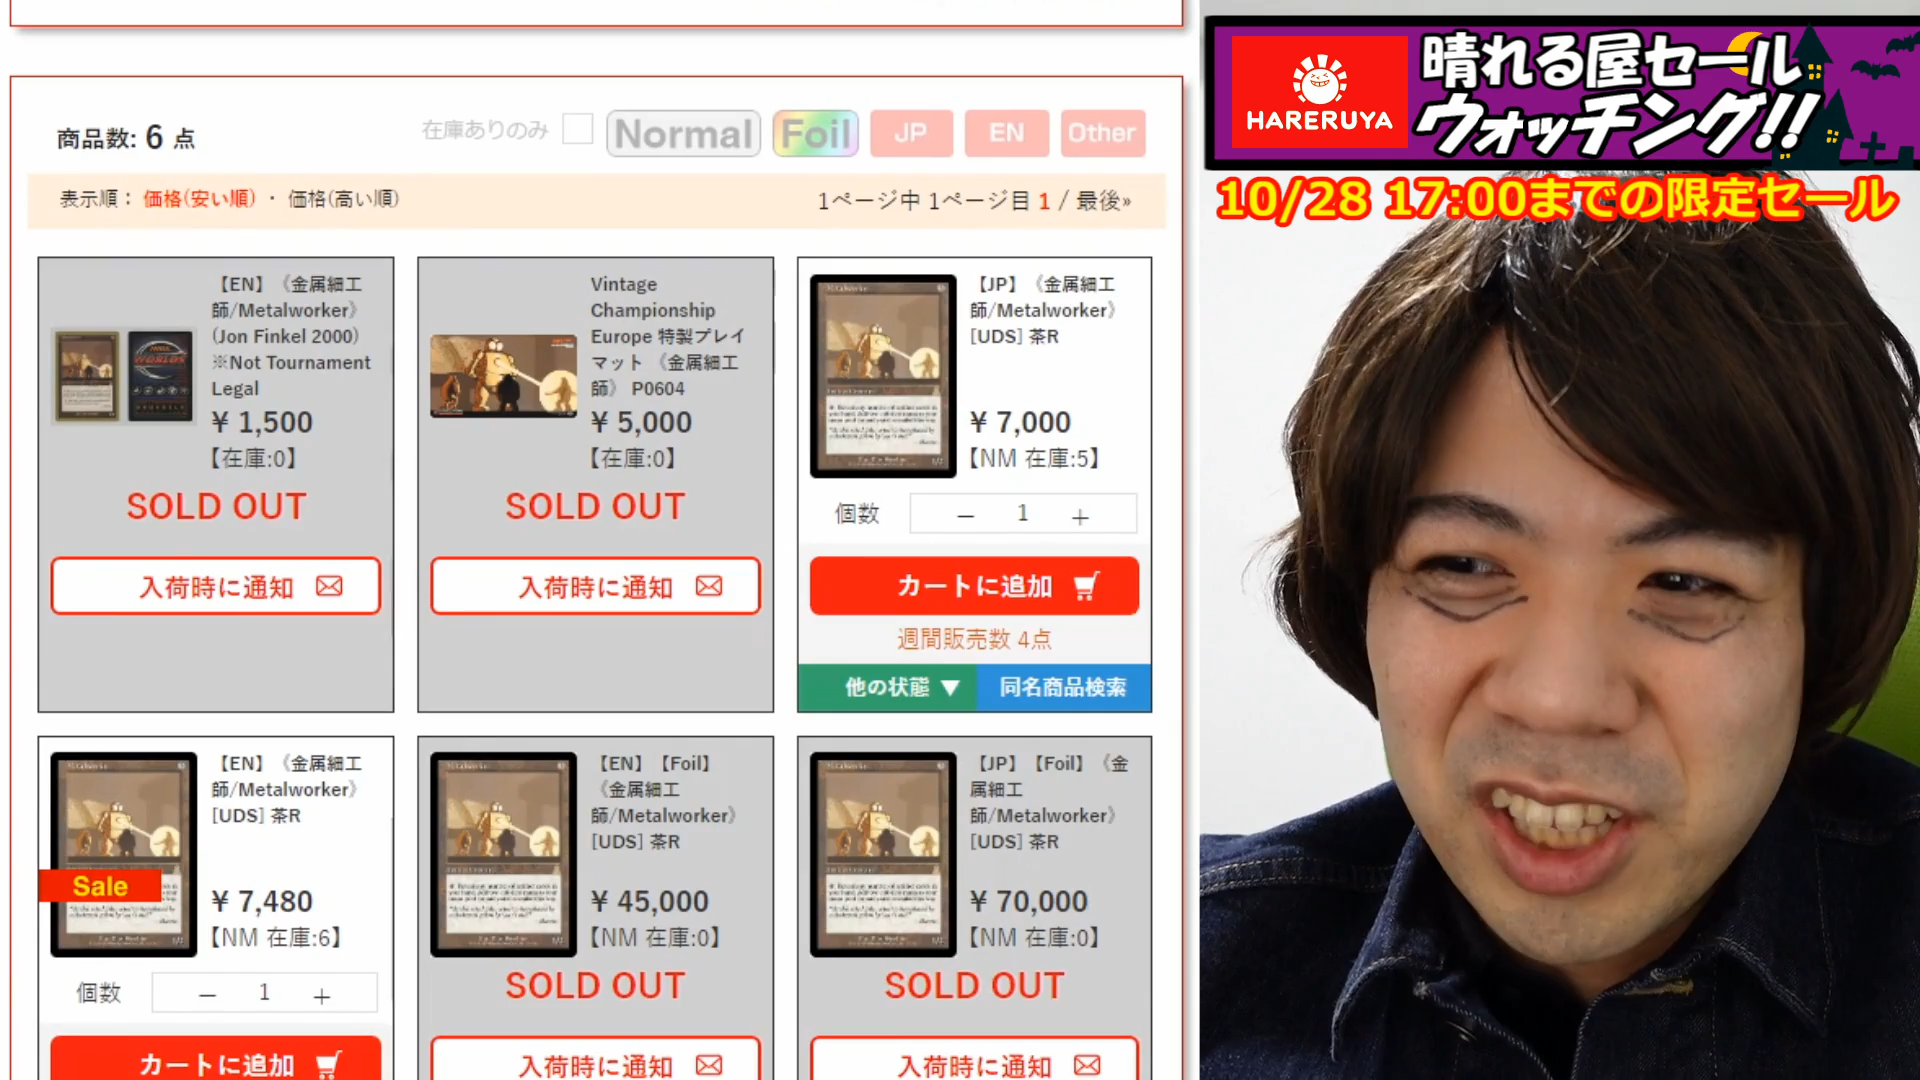 商品数: 6 点
在庫ありのみ
Normal
Foil
JP
EN
Other
表示順： 価格(安い順) ・ 価格(高い順)
1ページ中 1ページ目 1 / 最後»
【EN】《金属細工
師/Metalworker》
(Jon Finkel 2000)
※Not Tournament
Legal
¥ 1,500
【在庫:0】
SOLD OUT
入荷時に通知
Vintage
Championship
Europe 特製プレイ
マット 《金属細工
師》 P0604
¥ 5,000
【在庫:0】
SOLD OUT
入荷時に通知
Metalworker
【JP】《金属細工
師/Metalworker》
[UDS] 茶R
¥ 7,000
【NM 在庫:5】
個数
− 1 +
カートに追加
週間販売数 4点
他の状態 ▼
同名商品検索
Metalworker
Sale
【EN】《金属細工
師/Metalworker》
[UDS] 茶R
¥ 7,480
【NM 在庫:6】
個数
− 1 +
カートに追加
Metalworker
【EN】【Foil】
《金属細工
師/Metalworker》
[UDS] 茶R
¥ 45,000
【NM 在庫:0】
SOLD OUT
入荷時に通知
Metalworker
【JP】【Foil】《金
属細工
師/Metalworker》
[UDS] 茶R
¥ 70,000
【NM 在庫:0】
SOLD OUT
入荷時に通知
HARERUYA
晴れる屋セール
ウォッチング!!
10/28 17:00までの限定セール